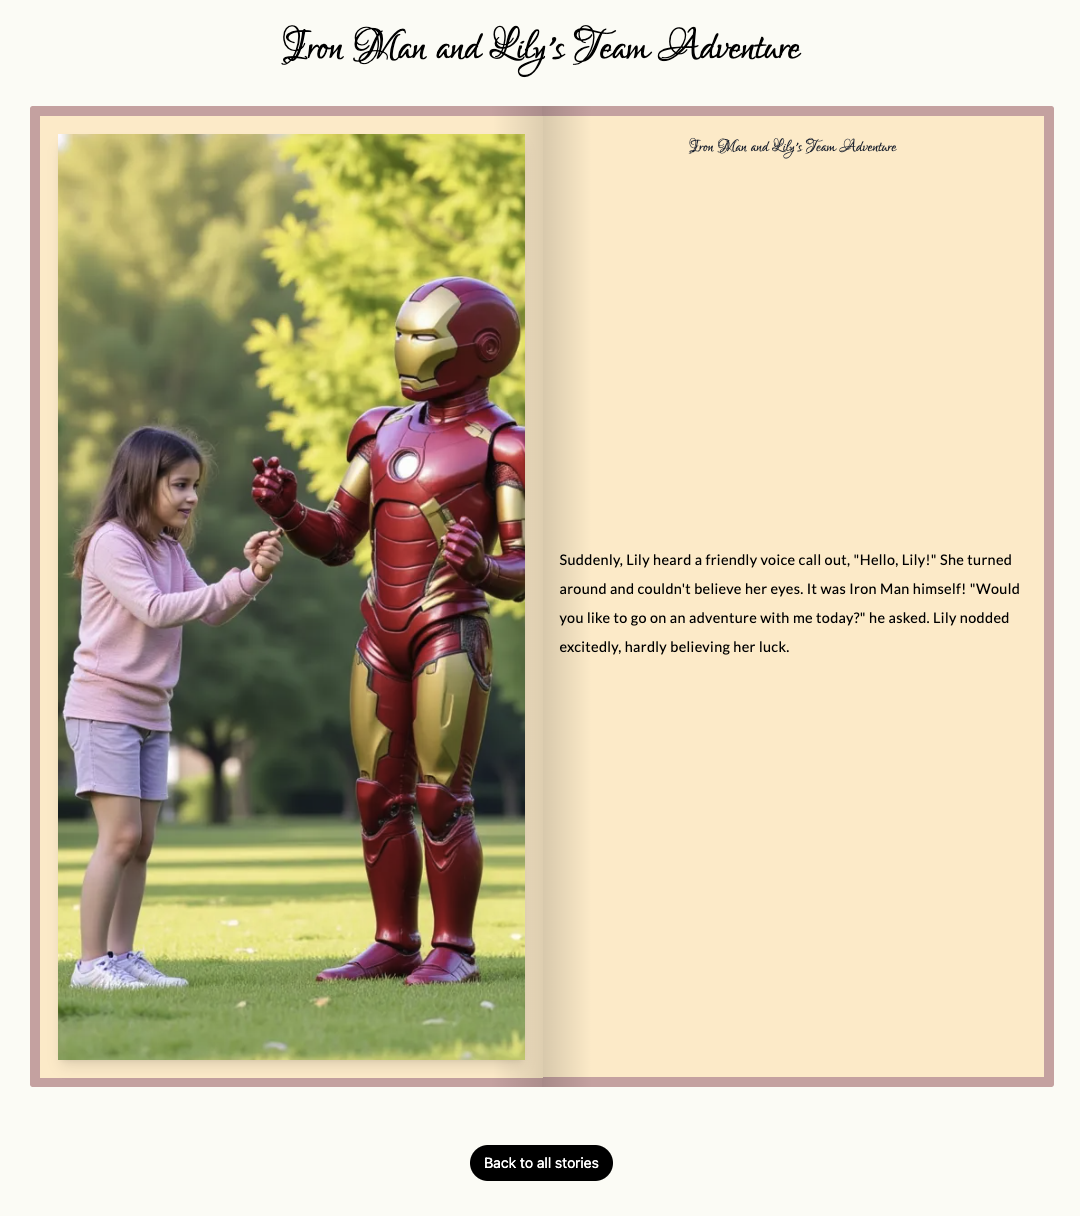 Iron Man and Lily's Team Adventure
Iron Man and Lily's Team Adventure
Suddenly, Lily heard a friendly voice call out, "Hello, Lily!" She turned
around and couldn't believe her eyes. It was Iron Man himself! "Would
you like to go on an adventure with me today?" he asked. Lily nodded
excitedly, hardly believing her luck.
Back to all stories